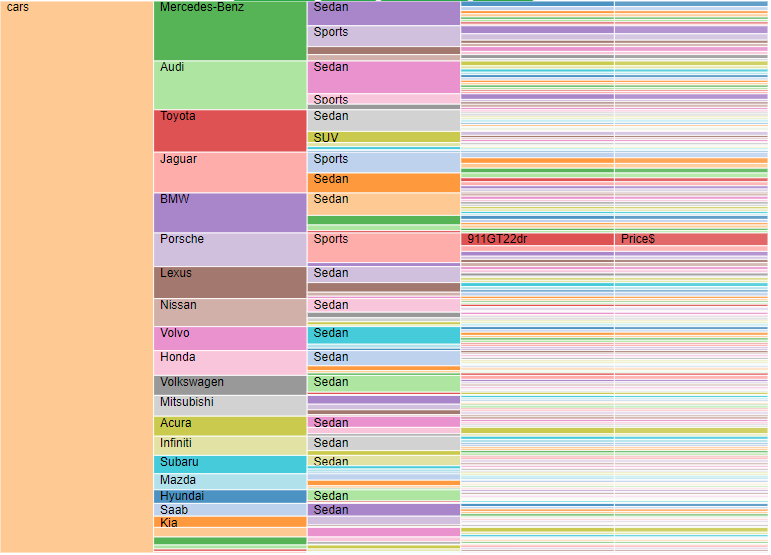 cars
Mercedes-Benz
Sedan
Sports
Audi
Sedan
Sports
Toyota
Sedan
SUV
Jaguar
Sports
Sedan
BMW
Sedan
Porsche
Sports
911GT22dr
Price$
Lexus
Sedan
Nissan
Sedan
Volvo
Sedan
Honda
Sedan
Volkswagen
Sedan
Mitsubishi
Acura
Sedan
Infiniti
Sedan
Subaru
Sedan
Mazda
Hyundai
Sedan
Saab
Sedan
Kia